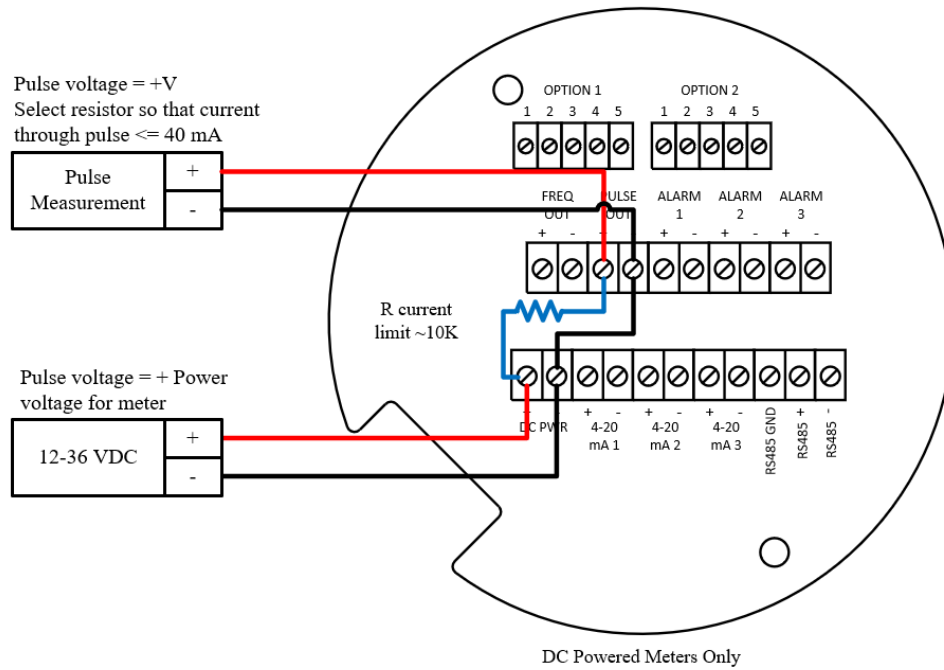 Pulse voltage = +V
Select resistor so that current
through pulse <= 40 mA
Pulse
Measurement
+
-
OPTION 1
1 2 3 4 5
OPTION 2
1 2 3 4 5
FREQ
OUT
+ -
PULSE
OUT
+
ALARM
1
+ -
ALARM
2
+ -
ALARM
3
+ -
R current
limit ~10K
Pulse voltage = + Power
voltage for meter
12-36 VDC
+
-
+ -
DC PWR
+ -
4-20
mA 1
+ -
4-20
mA 2
+ -
4-20
mA 3
RS485 GND
RS485 +
RS485 -
DC Powered Meters Only